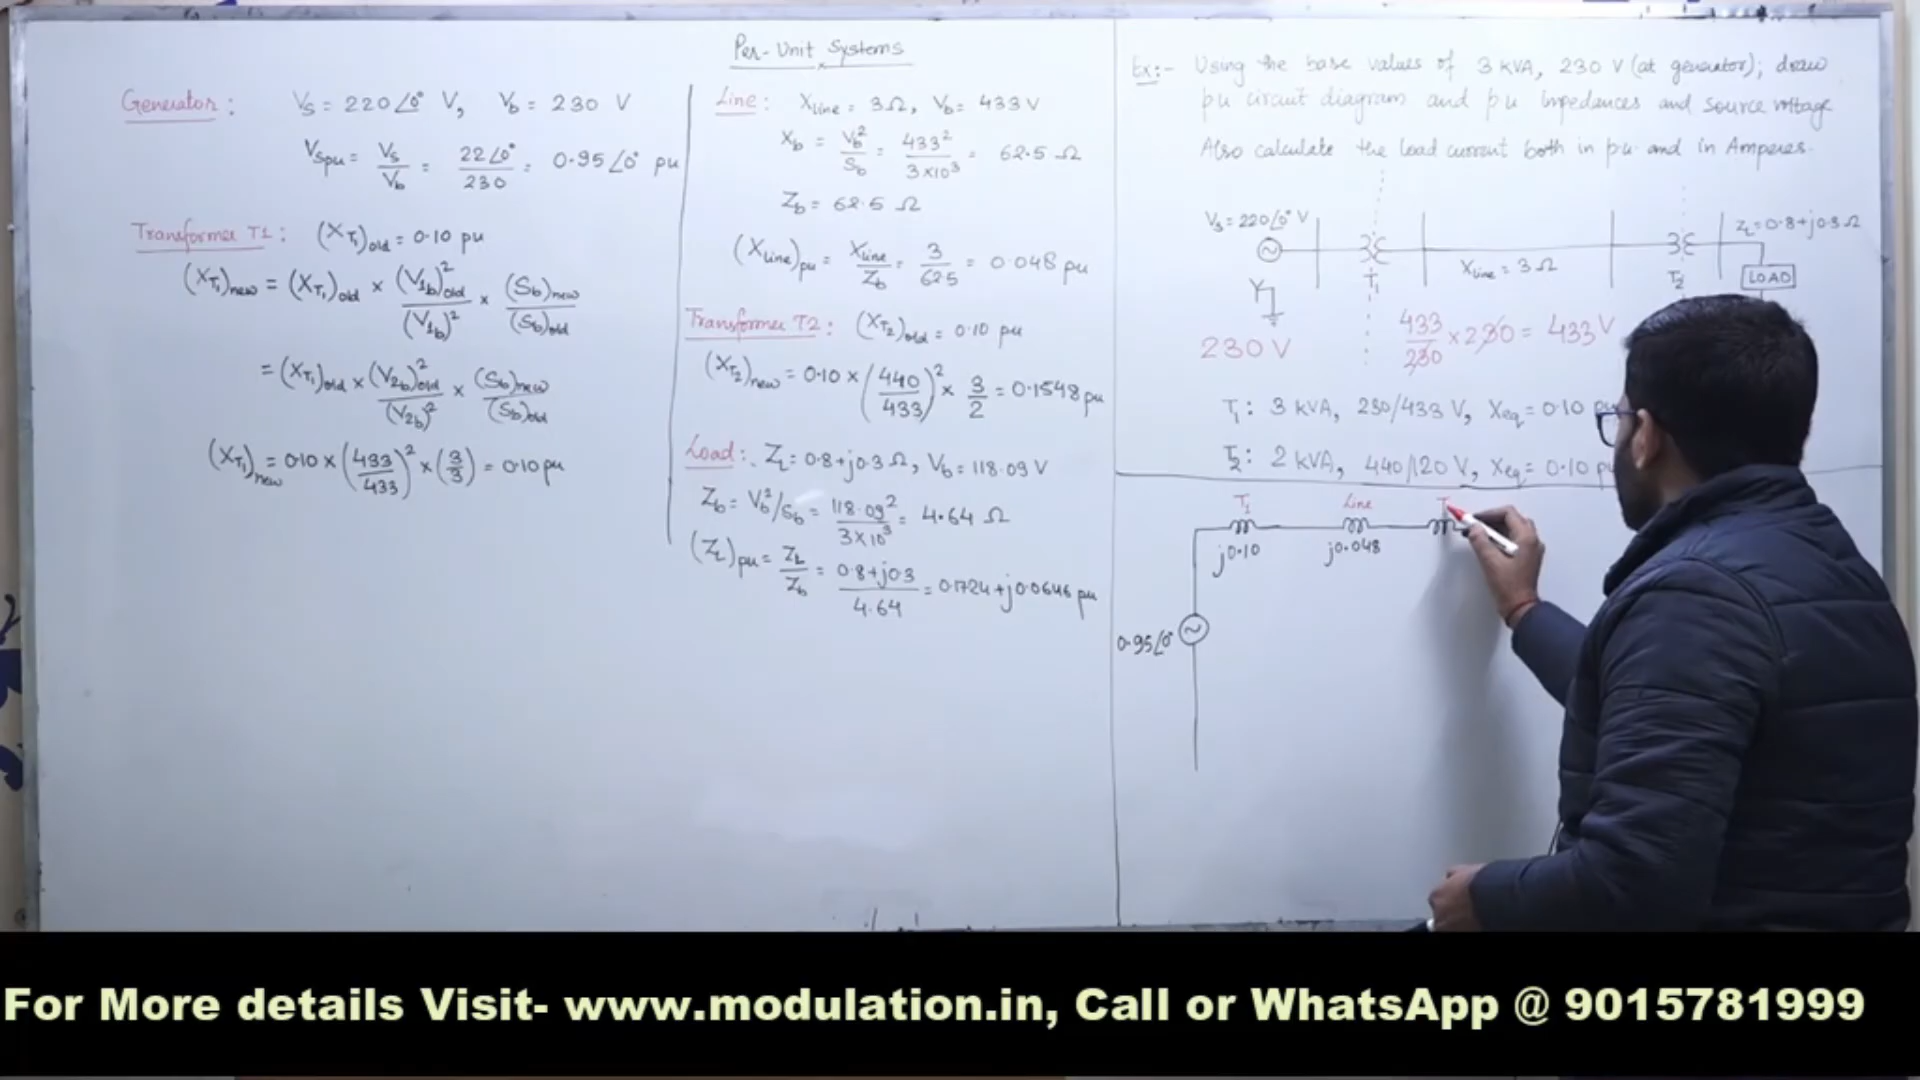 Per-Unit Systems
Generator: Vs = 220∠0° V, Vb = 230 V
Vspu = Vs/Vb = 22∠0°/230 = 0.95∠0° pu
Transformer T1: (XT1)old = 0.10 pu
(XT1)new = (XT1)old × (V1b)²old/(V1b)² × (Sb)new/(Sb)old
= (XT1)old × (V2b)²old/(V2b)² × (Sb)new/(Sb)old
(XT1)new = 0.10 × (433/433)² × (3/3) = 0.10 pu
Line: Xline = 3Ω, Vb = 433 V
Xb = Vb²/Sb = 433²/3×10³ = 62.5 Ω
Zb = 62.5 Ω
(Xline)pu = Xline/Zb = 3/625 = 0.048 pu
Transformer T2: (XT2)old = 0.10 pu
(XT2)new = 0.10 × (440/433)² × 3/2 = 0.1548 pu
Load: ZL = 0.8+j0.3 Ω, Vb = 118.09 V
Zb = Vb²/Sb = 118.09²/3×10³ = 4.64 Ω
(ZL)pu = ZL/Zb = 0.8+j0.3/4.64 = 0.1724+j0.0646 pu
Ex:- Using the base values of 3 kVA, 230 V (at generator); draw
pu circuit diagram and pu Impedances and source voltage
Also calculate the load current both in pu and in Amperes.
Vs = 220∠0° V
ZL = 0.8+j0.3 Ω
T1
Xline = 3 Ω
T2
LOAD
Y
230 V
433/230 × 230 = 433 V
T1: 3 kVA, 230/433 V, Xeq = 0.10 pu
T2: 2 kVA, 440/120 V, Xeq = 0.10 pu
T1 Line
j0.10 j0.048
0.95∠0°
For More details Visit- www.modulation.in, Call or WhatsApp @ 9015781999